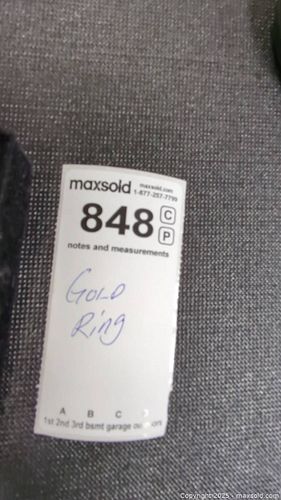 maxsold maxsold.com
1-877-257-7799
848 C
P
notes and measurements
GOLD
Ring
A B C
1st 2nd 3rd bsmt garage
Copyright©2025 - maxsold.com